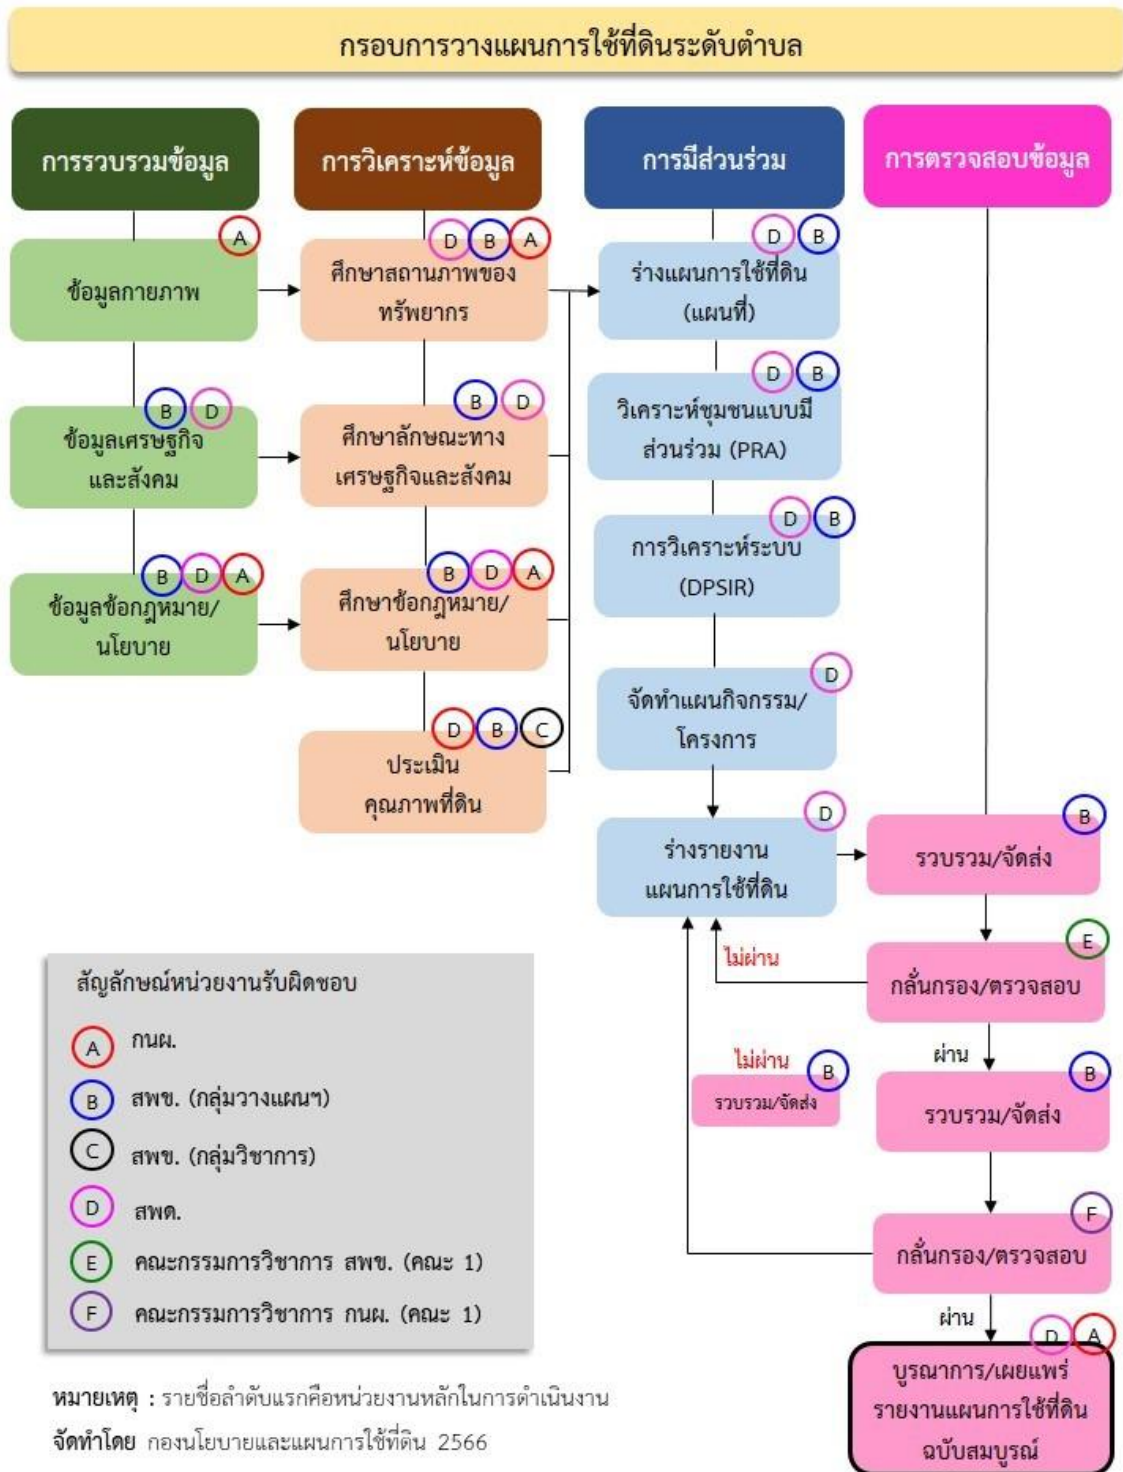 กรอบการวางแผนการใช้ที่ดินระดับตำบล
การรวบรวมข้อมูล
A
ข้อมูลกายภาพ
B D
ข้อมูลเศรษฐกิจ
และสังคม
B D A
ข้อมูลข้อกฎหมาย/
นโยบาย
การวิเคราะห์ข้อมูล
D B A
ศึกษาสถานภาพของ
ทรัพยากร
B D
ศึกษาลักษณะทาง
เศรษฐกิจและสังคม
B D A
ศึกษาข้อกฎหมาย/
นโยบาย
D B C
ประเมิน
คุณภาพที่ดิน
การมีส่วนร่วม
D B
ร่างแผนการใช้ที่ดิน
(แผนที่)
D B
วิเคราะห์ชุมชนแบบมี
ส่วนร่วม (PRA)
D B
การวิเคราะห์ระบบ
(DPSIR)
D
จัดทำแผนกิจกรรม/
โครงการ
D
ร่างรายงาน
แผนการใช้ที่ดิน
การตรวจสอบข้อมูล
B
รวบรวม/จัดส่ง
E
กลั่นกรอง/ตรวจสอบ
ไม่ผ่าน
ผ่าน
B
รวบรวม/จัดส่ง
ไม่ผ่าน
B
รวบรวม/จัดส่ง
F
กลั่นกรอง/ตรวจสอบ
ผ่าน
D A
บูรณาการ/เผยแพร่
รายงานแผนการใช้ที่ดิน
ฉบับสมบูรณ์
สัญลักษณ์หน่วยงานรับผิดชอบ
A กนผ.
B สพข. (กลุ่มวางแผนฯ)
C สพข. (กลุ่มวิชาการ)
D สพด.
E คณะกรรมการวิชาการ สพข. (คณะ 1)
F คณะกรรมการวิชาการ กนผ. (คณะ 1)
หมายเหตุ : รายชื่อลำดับแรกคือหน่วยงานหลักในการดำเนินงาน
จัดทำโดย กองนโยบายและแผนการใช้ที่ดิน 2566